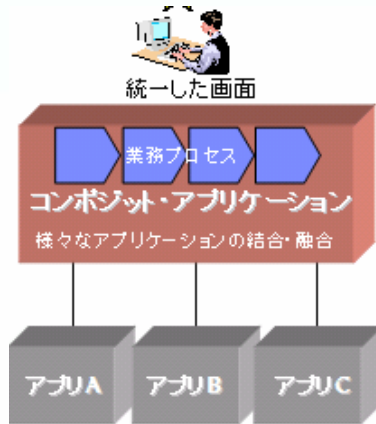 統一した画面
業務プロセス
コンポジット・アプリケーション
様々なアプリケーションの結合・融合
アプリA アプリB アプリC